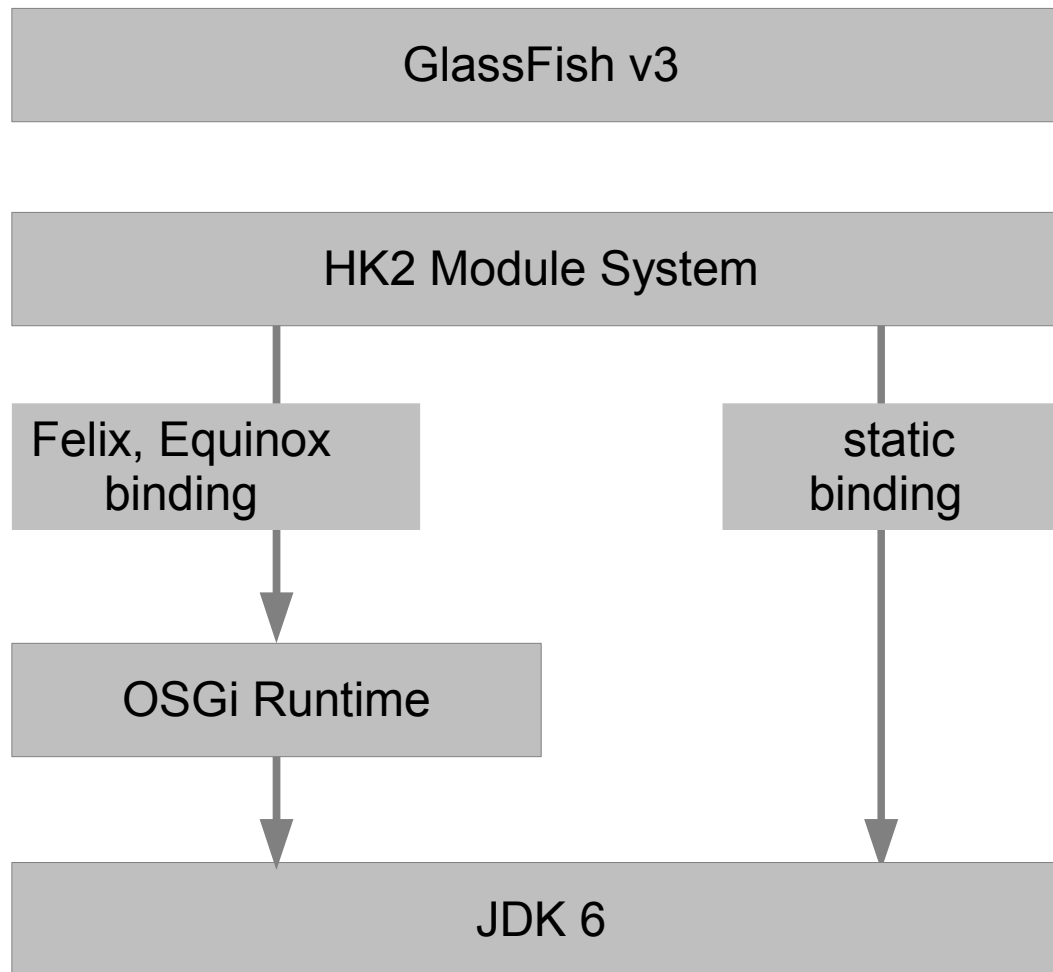 GlassFish v3
HK2 Module System
Felix, Equinox
binding
static
binding
OSGi Runtime
JDK 6